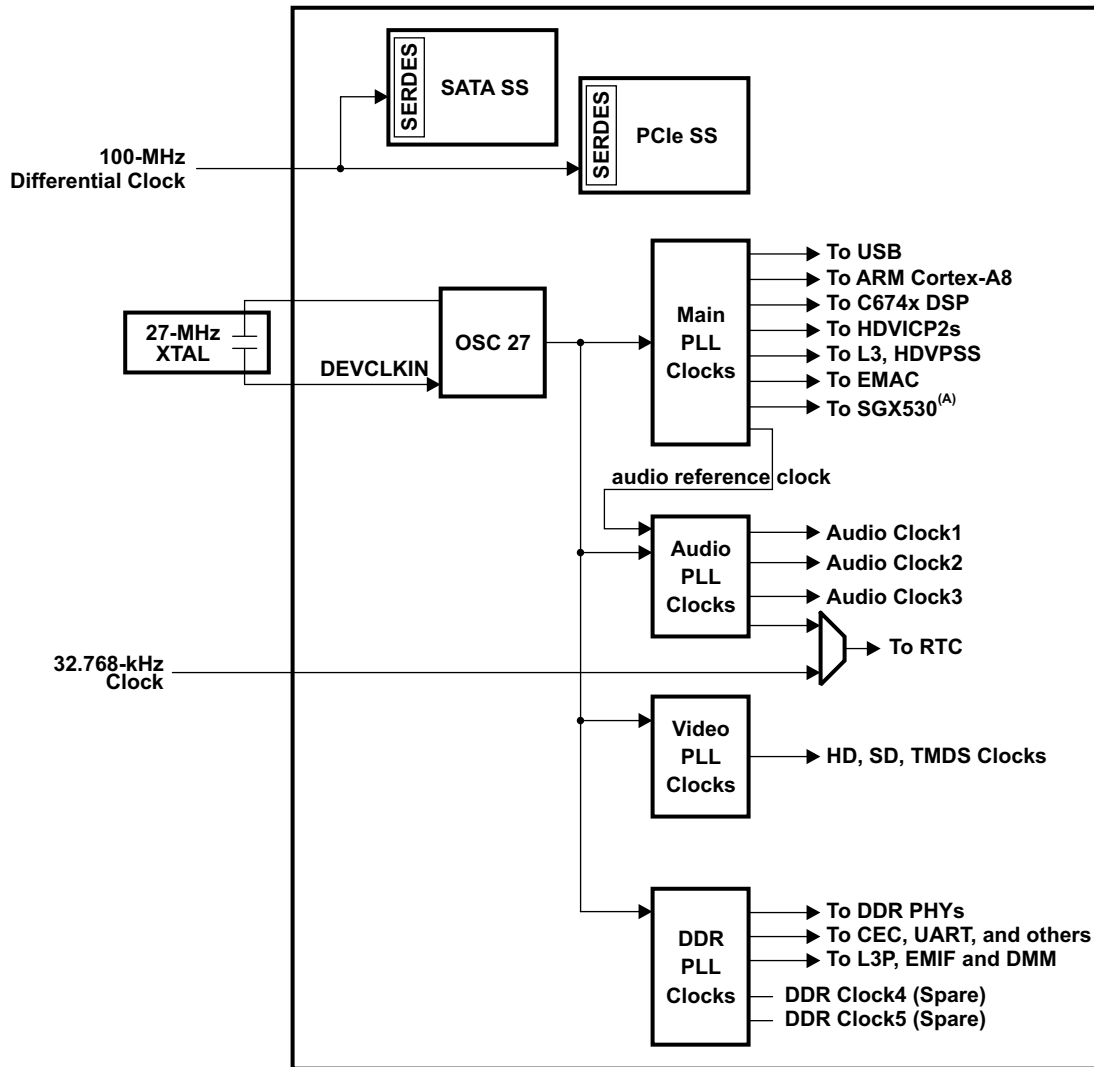 SERDES
SATA SS
SERDES
PCIe SS
100-MHz
Differential Clock
27-MHz
XTAL
DEVCLKIN
OSC 27
Main
PLL
Clocks
To USB
To ARM Cortex-A8
To C674x DSP
To HDVICP2s
To L3, HDVPSS
To EMAC
To SGX530(A)
audio reference clock
Audio
PLL
Clocks
Audio Clock1
Audio Clock2
Audio Clock3
To RTC
32.768-kHz
Clock
Video
PLL
Clocks
HD, SD, TMDS Clocks
DDR
PLL
Clocks
To DDR PHYs
To CEC, UART, and others
To L3P, EMIF and DMM
DDR Clock4 (Spare)
DDR Clock5 (Spare)